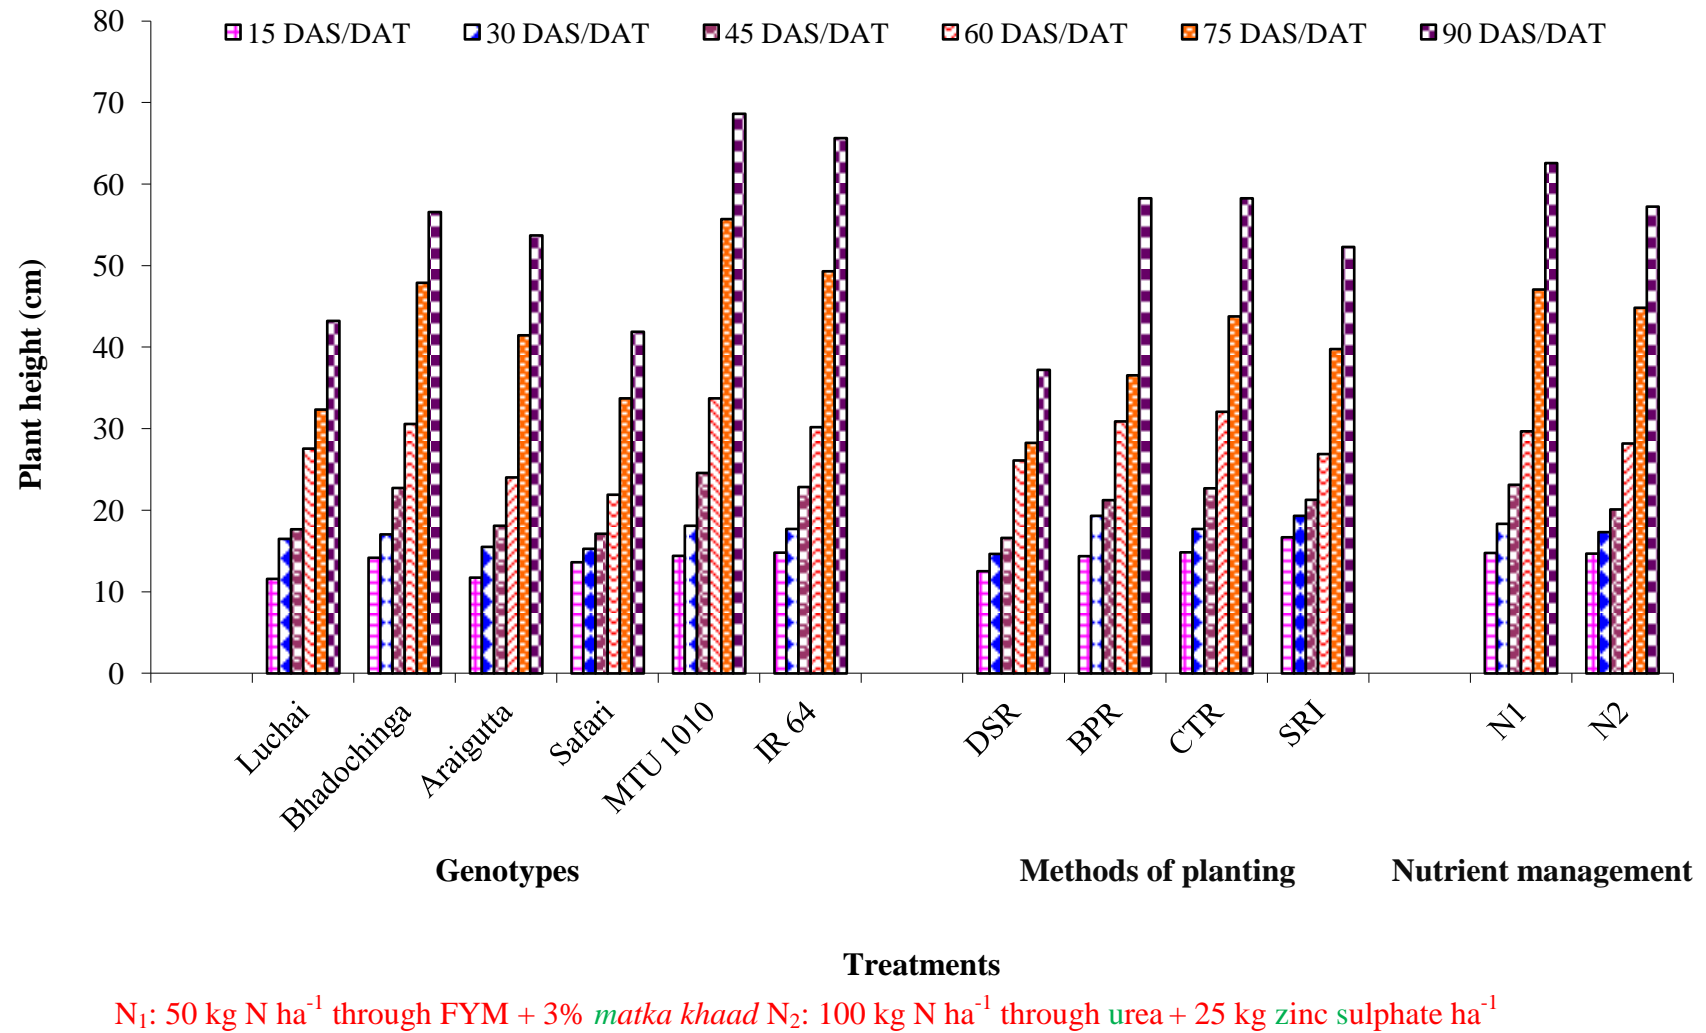 15 DAS/DAT 30 DAS/DAT 45 DAS/DAT 60 DAS/DAT 75 DAS/DAT 90 DAS/DAT
80
70
60
50
40
30
20
10
0
Plant height (cm)
Luchai Bhadochinga Araigutta Safari MTU 1010 IR 64 DSR BPR CTR SRI N1 N2
Genotypes Methods of planting Nutrient management
Treatments
N₁: 50 kg N ha⁻¹ through FYM + 3% matka khaad N₂: 100 kg N ha⁻¹ through urea + 25 kg zinc sulphate ha⁻¹